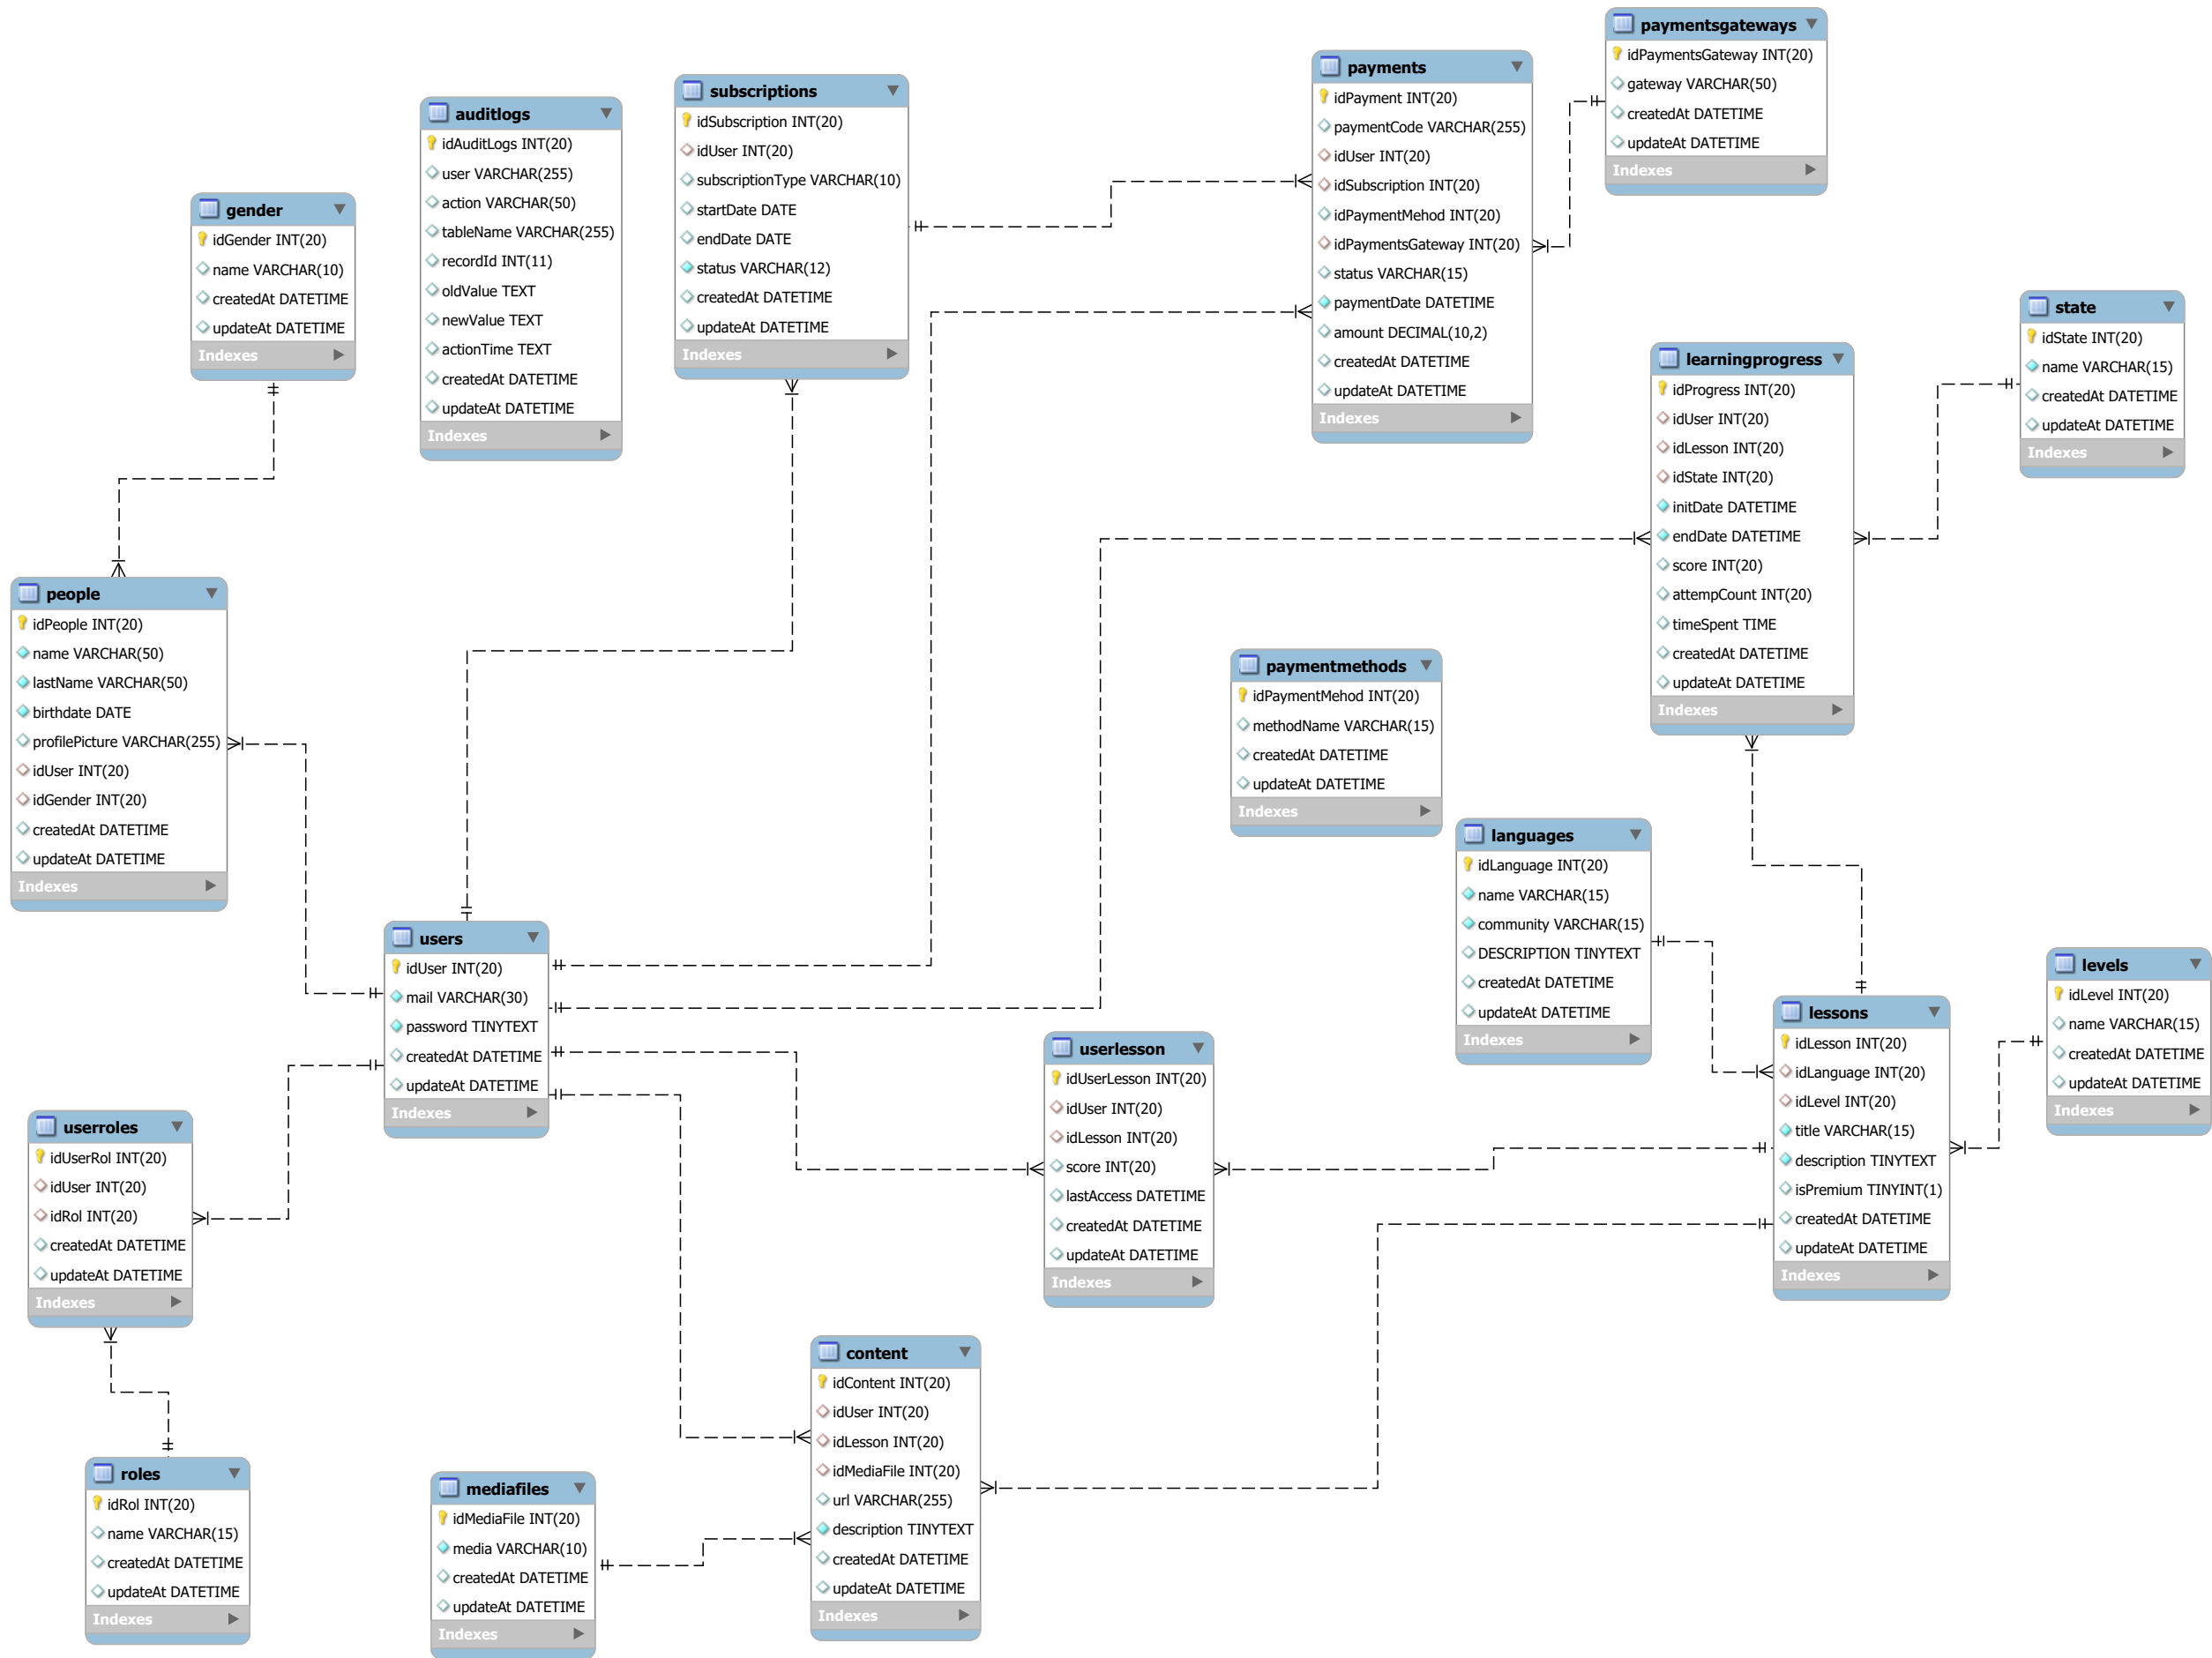 paymentsgateways
idPaymentsGateway INT(20)
gateway VARCHAR(50)
createdAt DATETIME
updateAt DATETIME
Indexes
payments
idPayment INT(20)
paymentCode VARCHAR(255)
idUser INT(20)
idSubscription INT(20)
idPaymentMehod INT(20)
idPaymentsGateway INT(20)
status VARCHAR(15)
paymentDate DATETIME
amount DECIMAL(10,2)
createdAt DATETIME
updateAt DATETIME
Indexes
subscriptions
idSubscription INT(20)
idUser INT(20)
subscriptionType VARCHAR(10)
startDate DATE
endDate DATE
status VARCHAR(12)
createdAt DATETIME
updateAt DATETIME
Indexes
auditlogs
idAuditLogs INT(20)
user VARCHAR(255)
action VARCHAR(50)
tableName VARCHAR(255)
recordId INT(11)
oldValue TEXT
newValue TEXT
actionTime TEXT
createdAt DATETIME
updateAt DATETIME
Indexes
gender
idGender INT(20)
name VARCHAR(10)
createdAt DATETIME
updateAt DATETIME
Indexes
state
idState INT(20)
name VARCHAR(15)
createdAt DATETIME
updateAt DATETIME
Indexes
learningprogress
idProgress INT(20)
idUser INT(20)
idLesson INT(20)
idState INT(20)
initDate DATETIME
endDate DATETIME
score INT(20)
attempCount INT(20)
timeSpent TIME
createdAt DATETIME
updateAt DATETIME
Indexes
people
idPeople INT(20)
name VARCHAR(50)
lastName VARCHAR(50)
birthdate DATE
profilePicture VARCHAR(255)
idUser INT(20)
idGender INT(20)
createdAt DATETIME
updateAt DATETIME
Indexes
paymentmethods
idPaymentMehod INT(20)
methodName VARCHAR(15)
createdAt DATETIME
updateAt DATETIME
Indexes
languages
idLanguage INT(20)
name VARCHAR(15)
community VARCHAR(15)
DESCRIPTION TINYTEXT
createdAt DATETIME
updateAt DATETIME
Indexes
users
idUser INT(20)
mail VARCHAR(30)
password TINYTEXT
createdAt DATETIME
updateAt DATETIME
Indexes
levels
idLevel INT(20)
name VARCHAR(15)
createdAt DATETIME
updateAt DATETIME
Indexes
lessons
idLesson INT(20)
idLanguage INT(20)
idLevel INT(20)
title VARCHAR(15)
description TINYTEXT
isPremium TINYINT(1)
createdAt DATETIME
updateAt DATETIME
Indexes
userlesson
idUserLesson INT(20)
idUser INT(20)
idLesson INT(20)
score INT(20)
lastAccess DATETIME
createdAt DATETIME
updateAt DATETIME
Indexes
userroles
idUserRol INT(20)
idUser INT(20)
idRol INT(20)
createdAt DATETIME
updateAt DATETIME
Indexes
content
idContent INT(20)
idUser INT(20)
idLesson INT(20)
idMediaFile INT(20)
url VARCHAR(255)
description TINYTEXT
createdAt DATETIME
updateAt DATETIME
Indexes
roles
idRol INT(20)
name VARCHAR(15)
createdAt DATETIME
updateAt DATETIME
Indexes
mediafiles
idMediaFile INT(20)
media VARCHAR(10)
createdAt DATETIME
updateAt DATETIME
Indexes